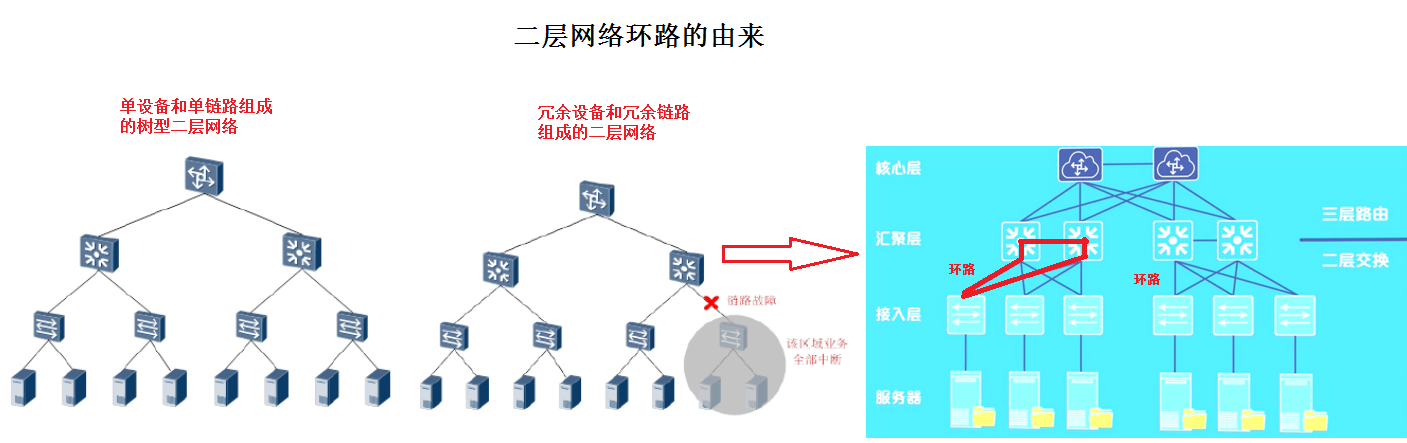 二层网络环路的由来
单设备和单链路组成
的树型二层网络
冗余设备和冗余链路
组成的二层网络
链路故障
该区域业务
全部中断
核心层
汇聚层
三层路由
二层交换
环路
环路
接入层
服务器